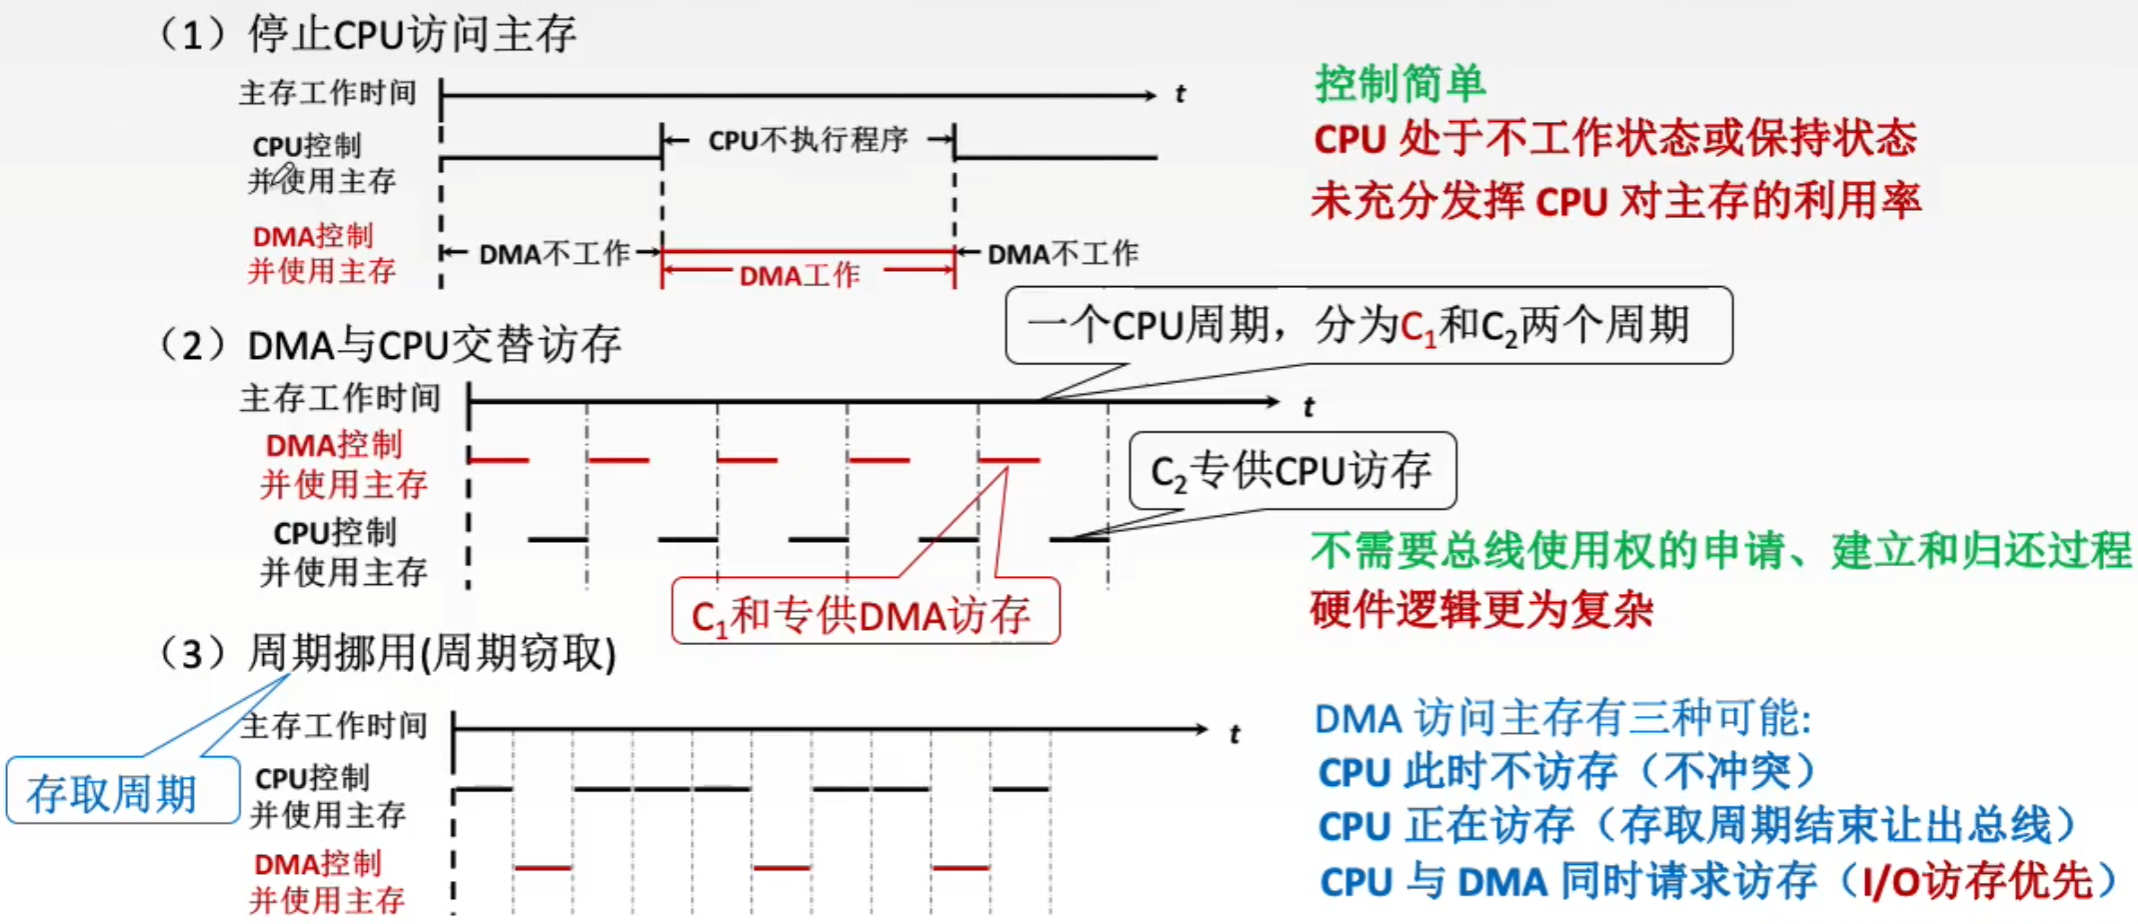 （1）停止CPU访问主存
主存工作时间
t
CPU控制
并使用主存
CPU不执行程序
DMA控制
并使用主存
DMA不工作
DMA工作
DMA不工作
控制简单
CPU 处于不工作状态或保持状态
未充分发挥 CPU 对主存的利用率
（2）DMA与CPU交替访存
一个CPU周期，分为C₁和C₂两个周期
主存工作时间
t
DMA控制
并使用主存
C₂专供CPU访存
CPU控制
并使用主存
C₁和专供DMA访存
不需要总线使用权的申请、建立和归还过程
硬件逻辑更为复杂
（3）周期挪用(周期窃取)
存取周期
主存工作时间
t
CPU控制
并使用主存
DMA控制
并使用主存
DMA 访问主存有三种可能:
CPU 此时不访存（不冲突）
CPU 正在访存（存取周期结束让出总线）
CPU 与 DMA 同时请求访存（I/O访存优先）